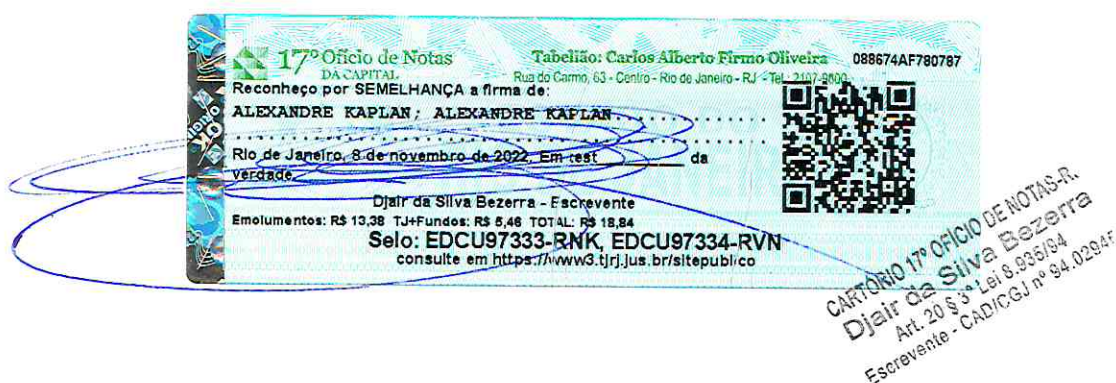 17º Ofício de Notas
DA CAPITAL
Tabelião: Carlos Alberto Firmo Oliveira
Rua do Carmo, 63 - Centro - Rio de Janeiro - RJ - Tel.: 2107-9800
088674AF780787
Reconheço por SEMELHANÇA a firma de:
ALEXANDRE KAPLAN; ALEXANDRE KAPLAN
Rio de Janeiro, 8 de novembro de 2022. Em test________ da
verdade
Djair da Silva Bezerra - Escrevente
Emolumentos: R$ 13,38 TJ+Fundos: R$ 5,46 TOTAL: R$ 18,84
Selo: EDCU97333-RNK, EDCU97334-RVN
consulte em https://www3.tjrj.jus.br/sitepublico
CARTÓRIO 17º OFÍCIO DE NOTAS-R.
Djair da Silva Bezerra
Art. 20 § 3º Lei 8.935/94
Escrevente - CAD/CGJ nº 94.0294